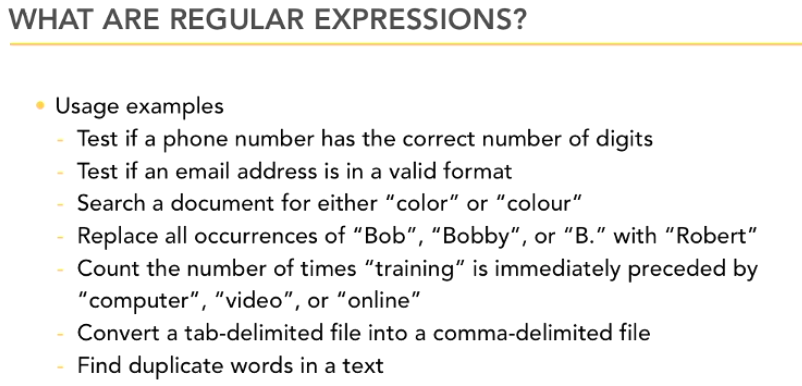 WHAT ARE REGULAR EXPRESSIONS?
• Usage examples
- Test if a phone number has the correct number of digits
- Test if an email address is in a valid format
- Search a document for either “color” or “colour”
- Replace all occurrences of “Bob”, “Bobby”, or “B.” with “Robert”
- Count the number of times “training” is immediately preceded by
“computer”, “video”, or “online”
- Convert a tab-delimited file into a comma-delimited file
- Find duplicate words in a text